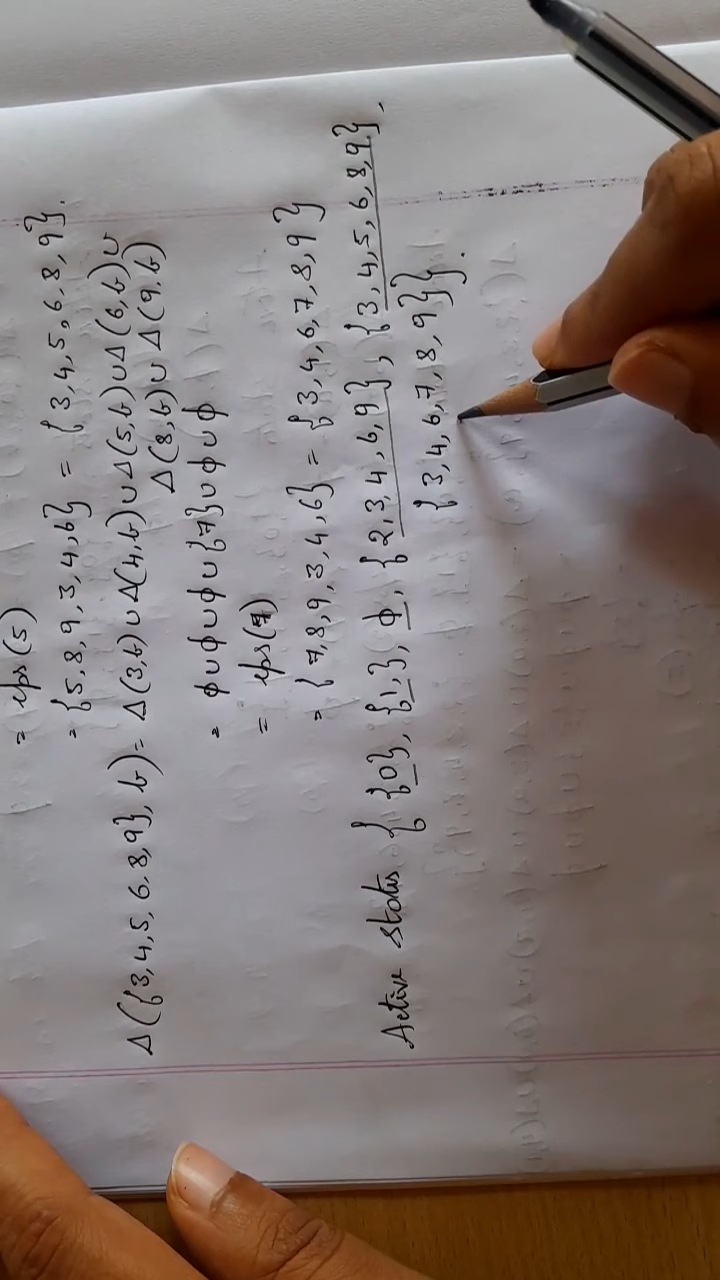 = eps(5)
= {5,8,9,3,4,6} = {3,4,5,6,8,9}.
Δ({3,4,5,6,8,9},b) = Δ(3,b)∪Δ(4,b)∪Δ(5,b)∪Δ(6,b)∪
Δ(8,b)∪Δ(9,b)
= ϕ∪ϕ∪ϕ∪{7}∪ϕ∪ϕ
= eps(7)
= {7,8,9,3,4,6} = {3,4,6,7,8,9}
Active states { {0}, {1,}, ϕ, {2,3,4,6,9}, {3,4,5,6,8,9},
{3,4,6,7,8,9}}.